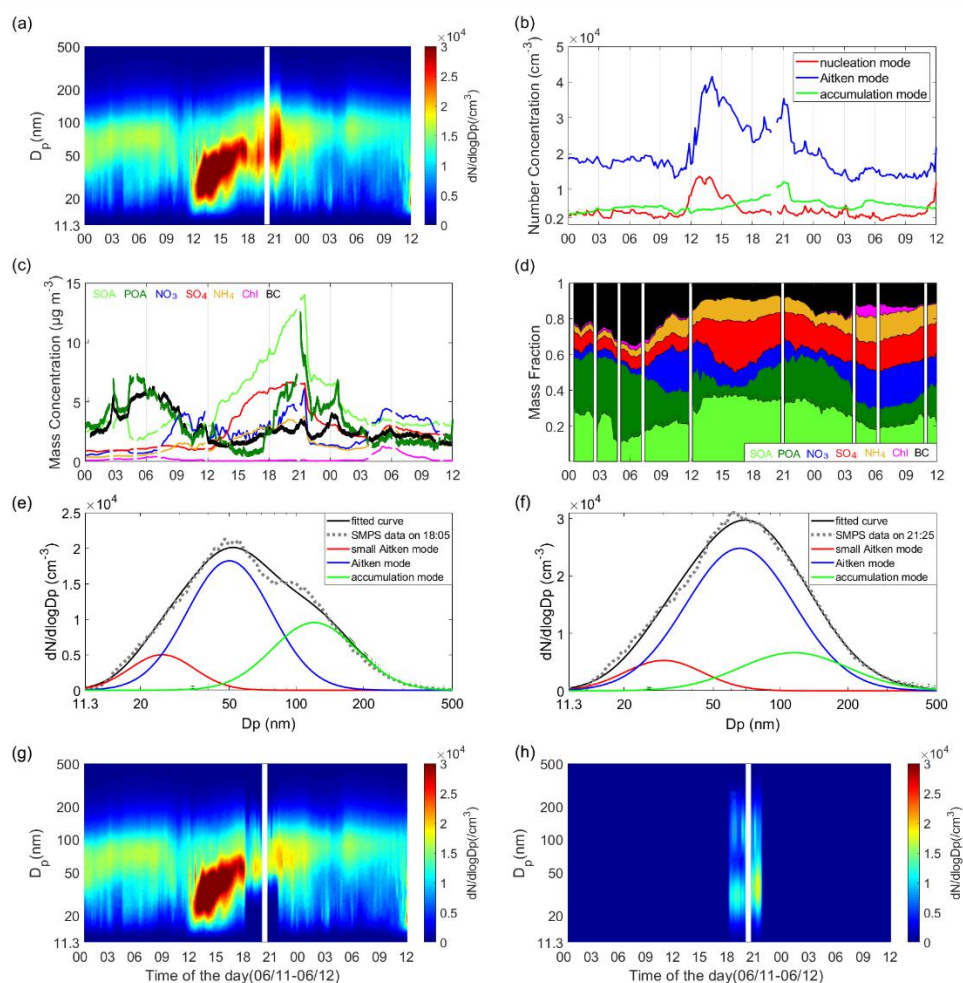 (a)
500
200
100
50
20
11.3
D_p(nm)
00 03 06 09 12 15 18 21 00 03 06 09 12
×10^4
3
2.5
2
1.5
1
0.5
0
dN/dlogDp(/cm^3)
(b)
×10^4
5
4
3
2
1
0.2
Number Concentration (cm^-3)
nucleation mode
Aitken mode
accumulation mode
00 03 06 09 12 15 18 21 00 03 06 09 12
(c)
15
10
5
0
Mass Concentration (μg m^-3)
SOA POA NO_3 SO_4 NH_4 Chl BC
00 03 06 09 12 15 18 21 00 03 06 09 12
(d)
1
0.8
0.6
0.4
0.2
Mass Fraction
SOA POA NO_3 SO_4 NH_4 Chl BC
00 03 06 09 12 15 18 21 00 03 06 09 12
(e)
×10^4
2.5
2
1.5
1
0.5
0
dN/dlogDp (cm^-3)
fitted curve
SMPS data on 18:05
small Aitken mode
Aitken mode
accumulation mode
11.3 20 50 100 200 500
Dp (nm)
(f)
×10^4
3
2
1
0
dN/dlogDp (cm^-3)
fitted curve
SMPS data on 21:25
small Aitken mode
Aitken mode
accumulation mode
11.3 20 50 100 200 500
Dp (nm)
(g)
500
200
100
50
20
11.3
D_p(nm)
00 03 06 09 12 15 18 21 00 03 06 09 12
Time of the day(06/11-06/12)
×10^4
3
2.5
2
1.5
1
0.5
0
dN/dlogDp(/cm^3)
(h)
500
200
100
50
20
11.3
D_p(nm)
00 03 06 09 12 15 18 21 00 03 06 09 12
Time of the day(06/11-06/12)
×10^4
3
2.5
2
1.5
1
0.5
0
dN/dlogDp(/cm^3)